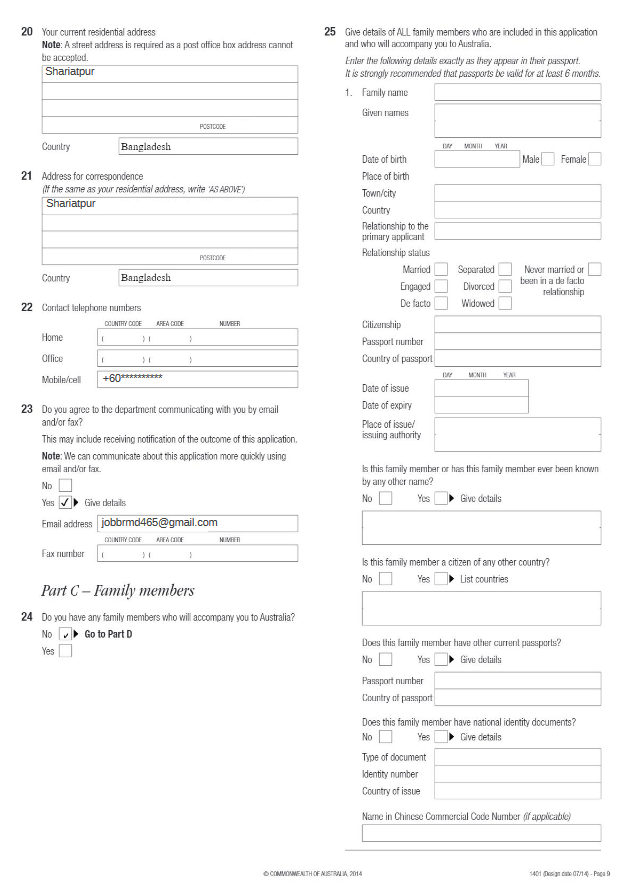 20 Your current residential address
Note: A street address is required as a post office box address cannot
be accepted.
Shariatpur
POSTCODE
Country Bangladesh
21 Address for correspondence
(If the same as your residential address, write 'AS ABOVE')
Shariatpur
POSTCODE
Country Bangladesh
22 Contact telephone numbers
COUNTRY CODE AREA CODE NUMBER
Home ( ) ( )
Office ( ) ( )
Mobile/cell +60**********
23 Do you agree to the department communicating with you by email
and/or fax?
This may include receiving notification of the outcome of this application.
Note: We can communicate about this application more quickly using
email and/or fax.
No
Yes ✓ Give details
Email address jobbrmd465@gmail.com
COUNTRY CODE AREA CODE NUMBER
Fax number ( ) ( )
Part C – Family members
24 Do you have any family members who will accompany you to Australia?
No ✓ Go to Part D
Yes
25 Give details of ALL family members who are included in this application
and who will accompany you to Australia.
Enter the following details exactly as they appear in their passport.
It is strongly recommended that passports be valid for at least 6 months.
1. Family name
Given names
DAY MONTH YEAR
Date of birth Male Female
Place of birth
Town/city
Country
Relationship to the
primary applicant
Relationship status
Married Separated Never married or
been in a de facto
relationship
Engaged Divorced
De facto Widowed
Citizenship
Passport number
Country of passport
DAY MONTH YEAR
Date of issue
Date of expiry
Place of issue/
issuing authority
Is this family member or has this family member ever been known
by any other name?
No Yes Give details
Is this family member a citizen of any other country?
No Yes List countries
Does this family member have other current passports?
No Yes Give details
Passport number
Country of passport
Does this family member have national identity documents?
No Yes Give details
Type of document
Identity number
Country of issue
Name in Chinese Commercial Code Number (if applicable)
© COMMONWEALTH OF AUSTRALIA, 2014 1401 (Design date 07/14) - Page 9